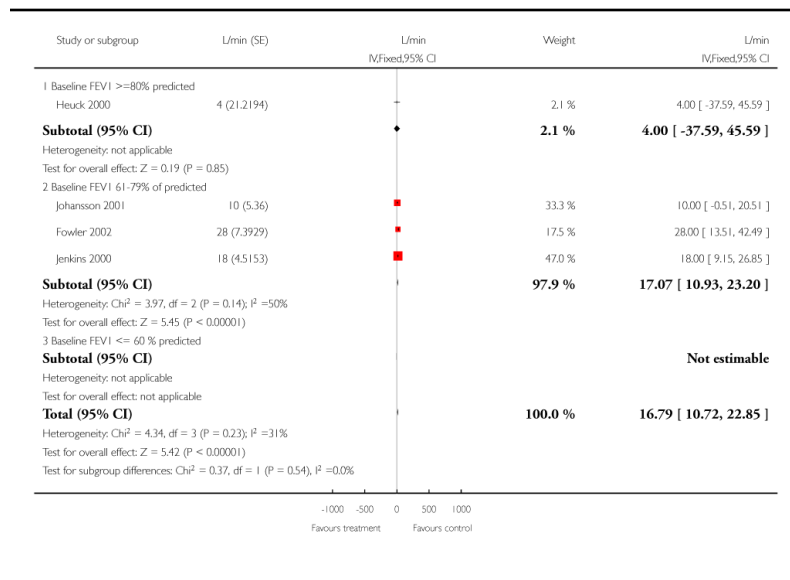 Study or subgroup L/min (SE) L/min Weight L/min
IV,Fixed,95% CI IV,Fixed,95% CI
1 Baseline FEV1 >=80% predicted
Heuck 2000 4 (21.2194) 2.1 % 4.00 [ -37.59, 45.59 ]
Subtotal (95% CI) 2.1 % 4.00 [ -37.59, 45.59 ]
Heterogeneity: not applicable
Test for overall effect: Z = 0.19 (P = 0.85)
2 Baseline FEV1 61-79% of predicted
Johansson 2001 10 (5.36) 33.3 % 10.00 [ -0.51, 20.51 ]
Fowler 2002 28 (7.3929) 17.5 % 28.00 [ 13.51, 42.49 ]
Jenkins 2000 18 (4.5153) 47.0 % 18.00 [ 9.15, 26.85 ]
Subtotal (95% CI) 97.9 % 17.07 [ 10.93, 23.20 ]
Heterogeneity: Chi² = 3.97, df = 2 (P = 0.14); I² =50%
Test for overall effect: Z = 5.45 (P < 0.00001)
3 Baseline FEV1 <= 60 % predicted
Subtotal (95% CI) Not estimable
Heterogeneity: not applicable
Test for overall effect: not applicable
Total (95% CI) 100.0 % 16.79 [ 10.72, 22.85 ]
Heterogeneity: Chi² = 4.34, df = 3 (P = 0.23); I² =31%
Test for overall effect: Z = 5.42 (P < 0.00001)
Test for subgroup differences: Chi² = 0.37, df = 1 (P = 0.54), I² =0.0%
-1000 -500 0 500 1000
Favours treatment Favours control